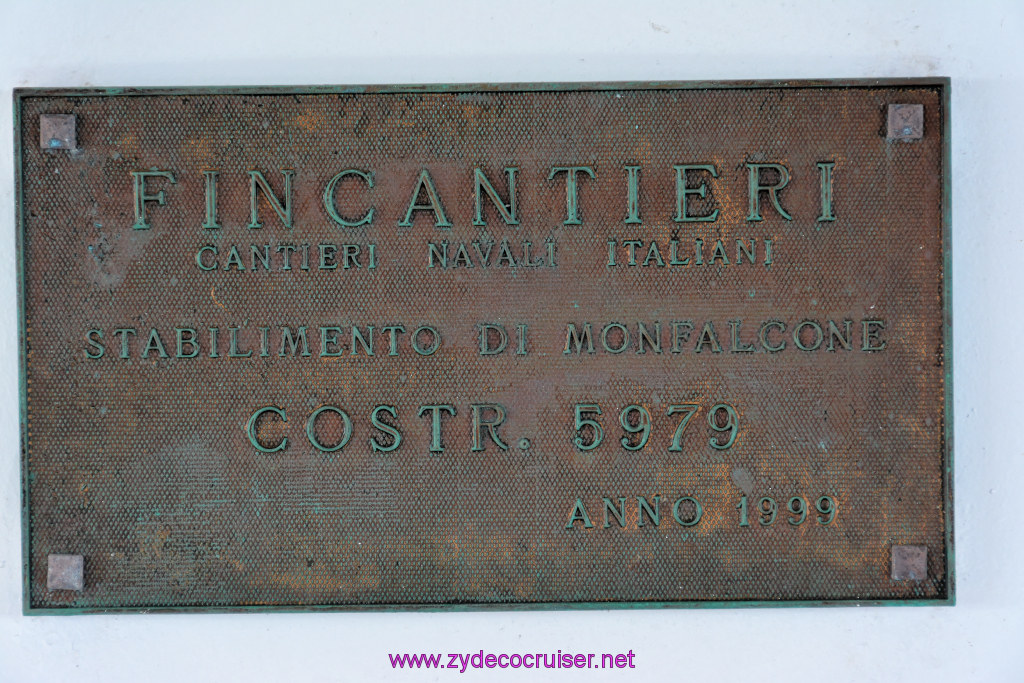 FINCANTIERI
CANTIERI NAVALI ITALIANI
STABILIMENTO DI MONFALCONE
COSTR. 5979
ANNO 1999
www.zydecocruiser.net